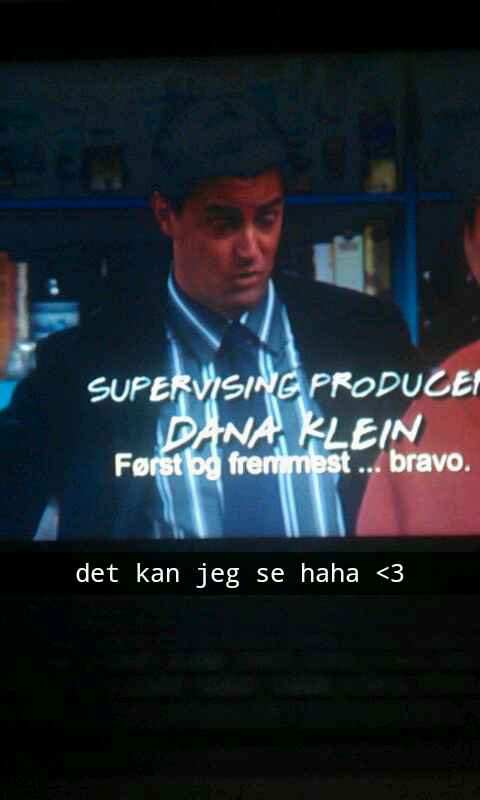 SUPERVISING PRODUCER
DANA KLEIN
Først og fremmest ... bravo.
det kan jeg se haha <3